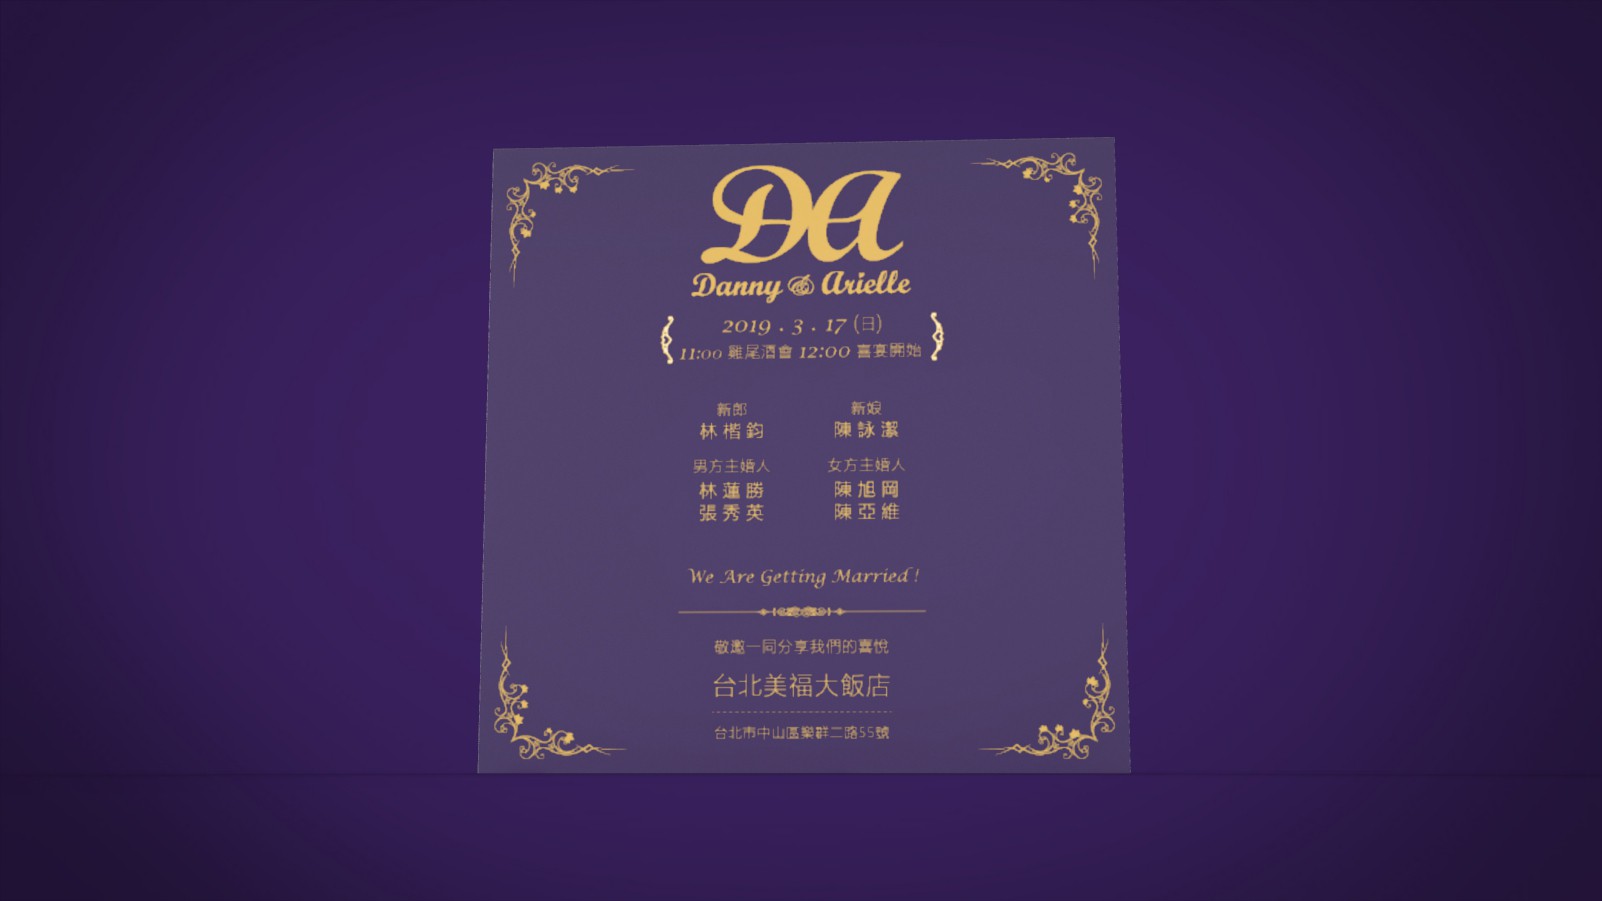 DA
Danny & Arielle
2019 . 3 . 17 (日)
11:00 雞尾酒會 12:00 喜宴開始
新郎 新娘
林楷鈞 陳詠潔
男方主婚人 女方主婚人
林蓮勝 陳旭岡
張秀英 陳亞維
We Are Getting Married !
敬邀一同分享我們的喜悅
台北美福大飯店
台北市中山區樂群二路55號